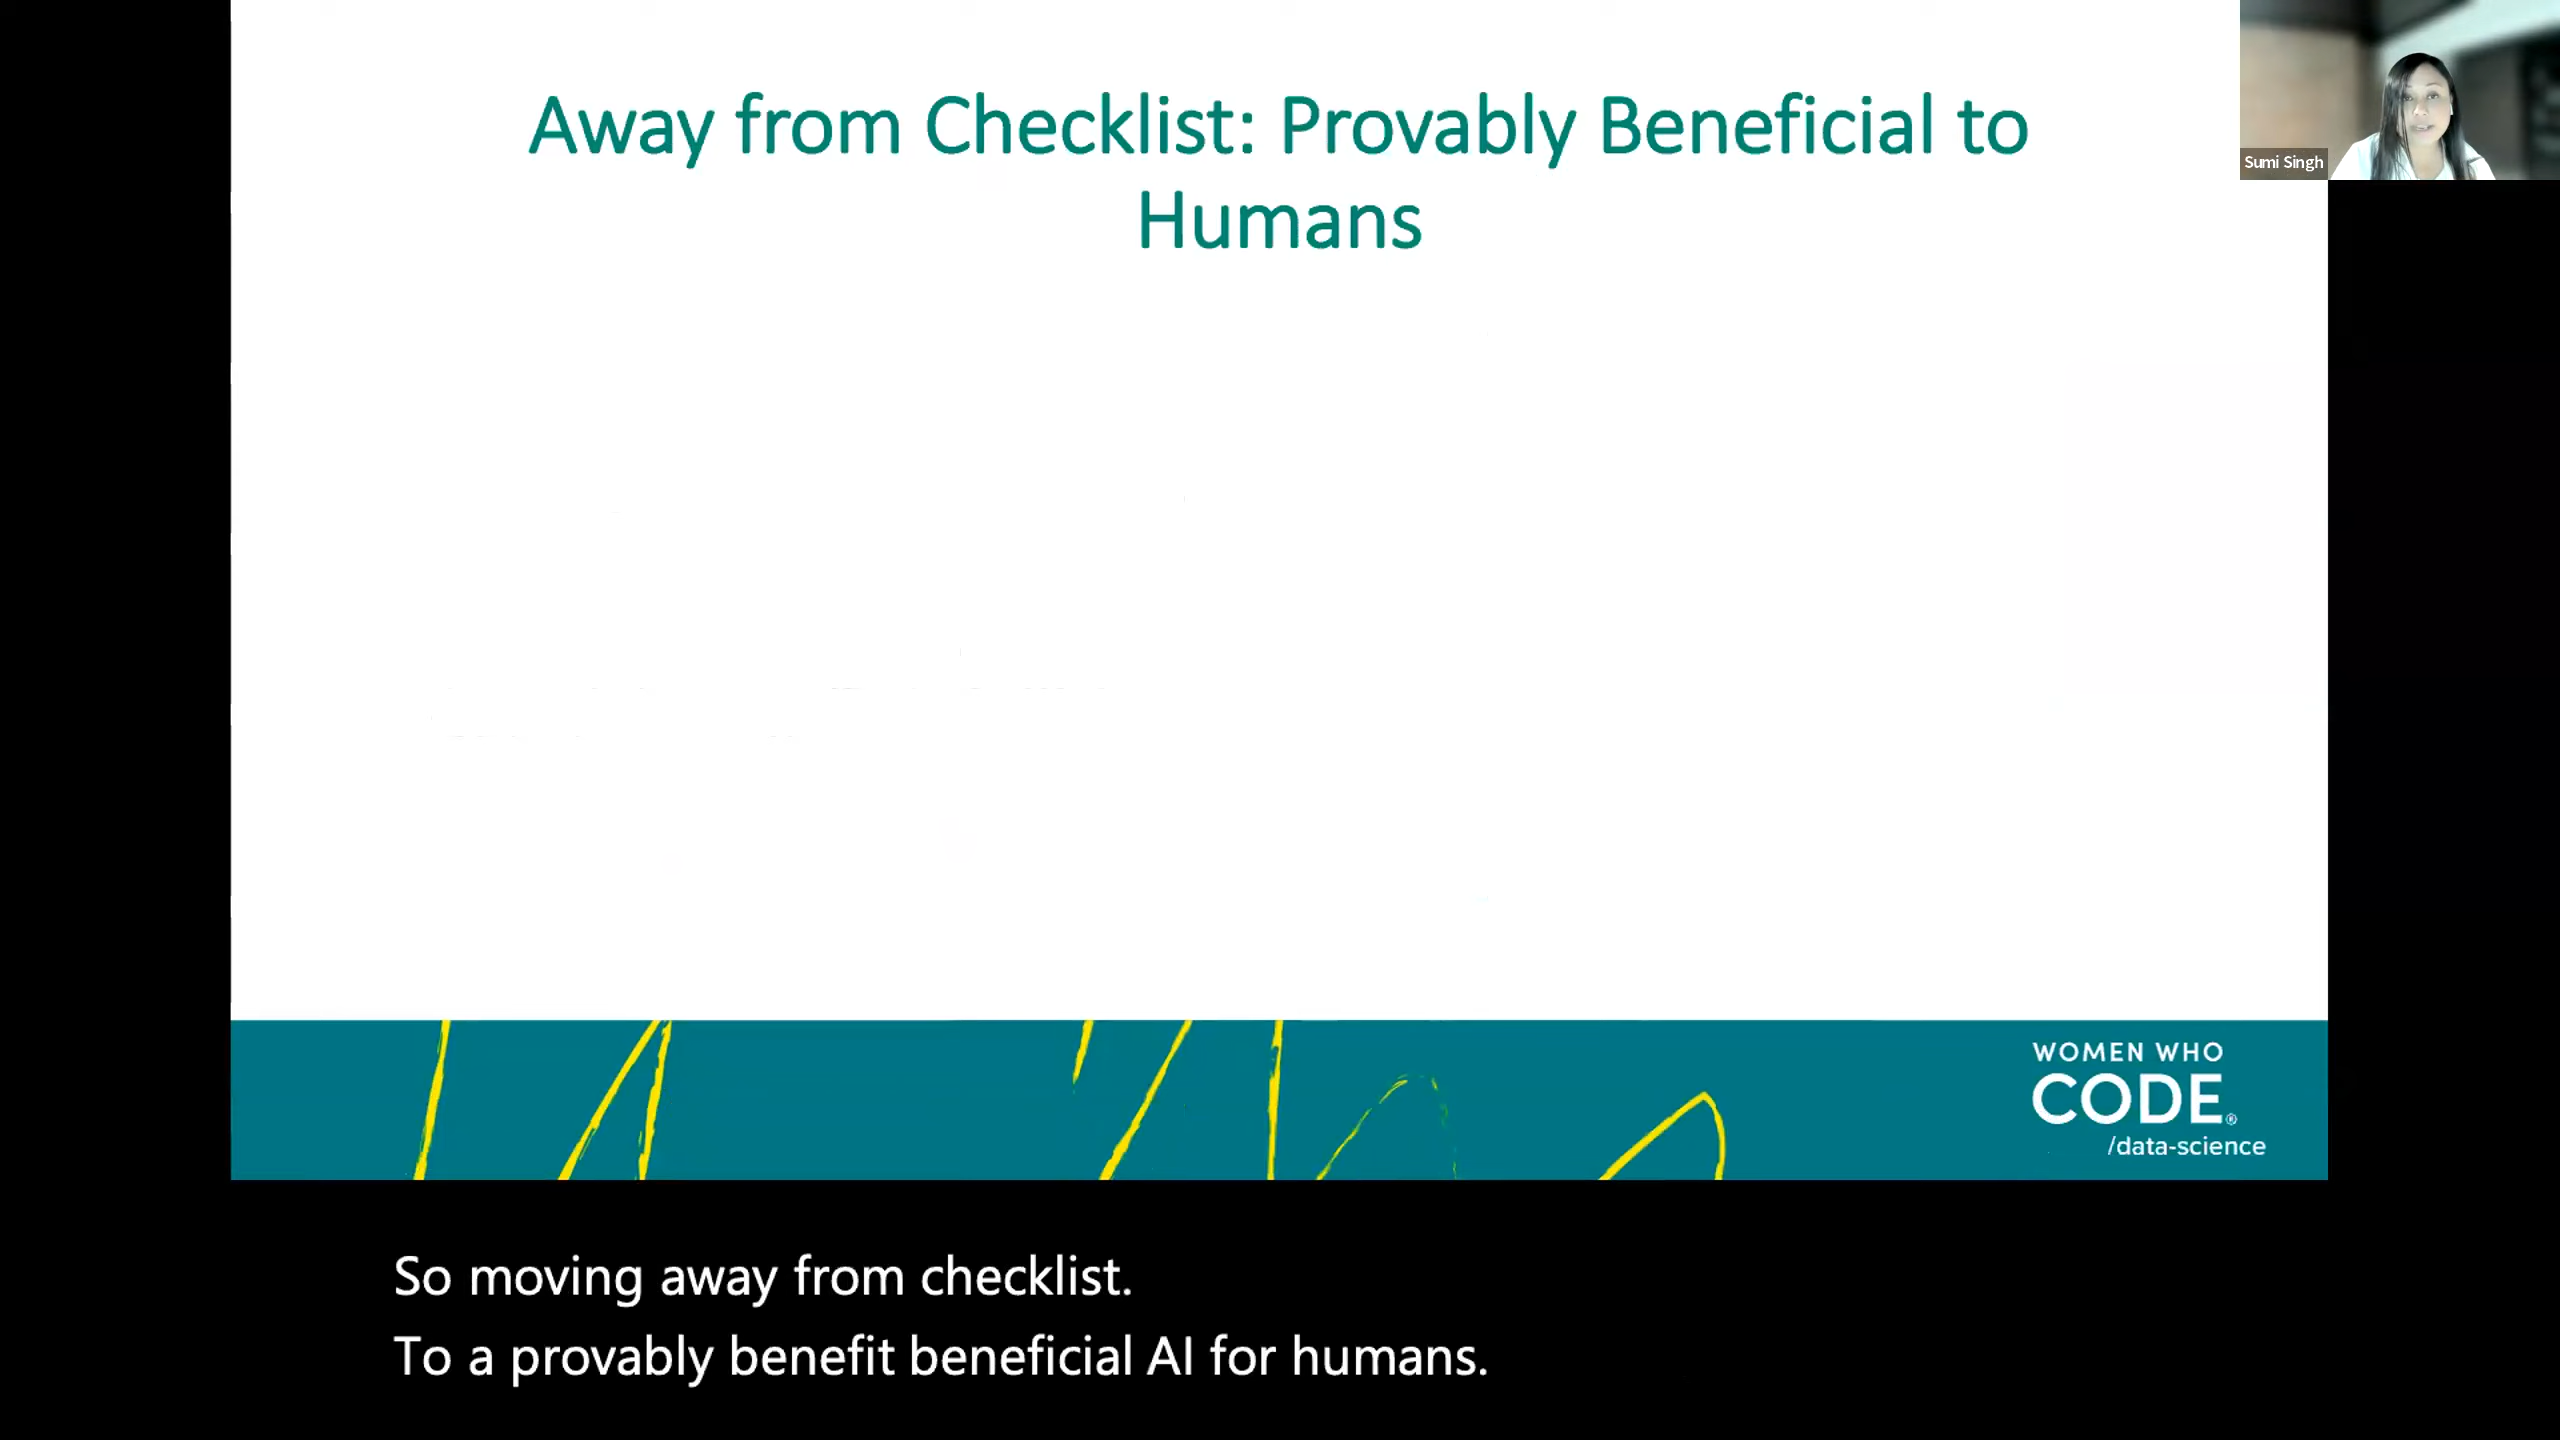 Away from Checklist: Provably Beneficial to
Humans
Sumi Singh
WOMEN WHO
CODE®
/data-science
So moving away from checklist.
To a provably benefit beneficial AI for humans.